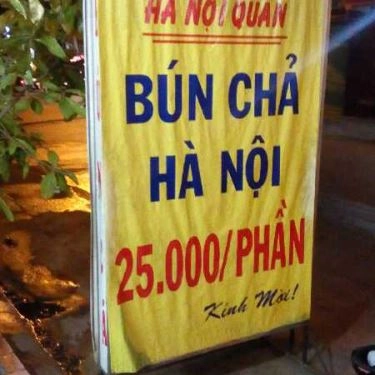 HÀ NỘI QUÁN
BÚN CHẢ
HÀ NỘI
25.000/PHẦN
Kính Mời!